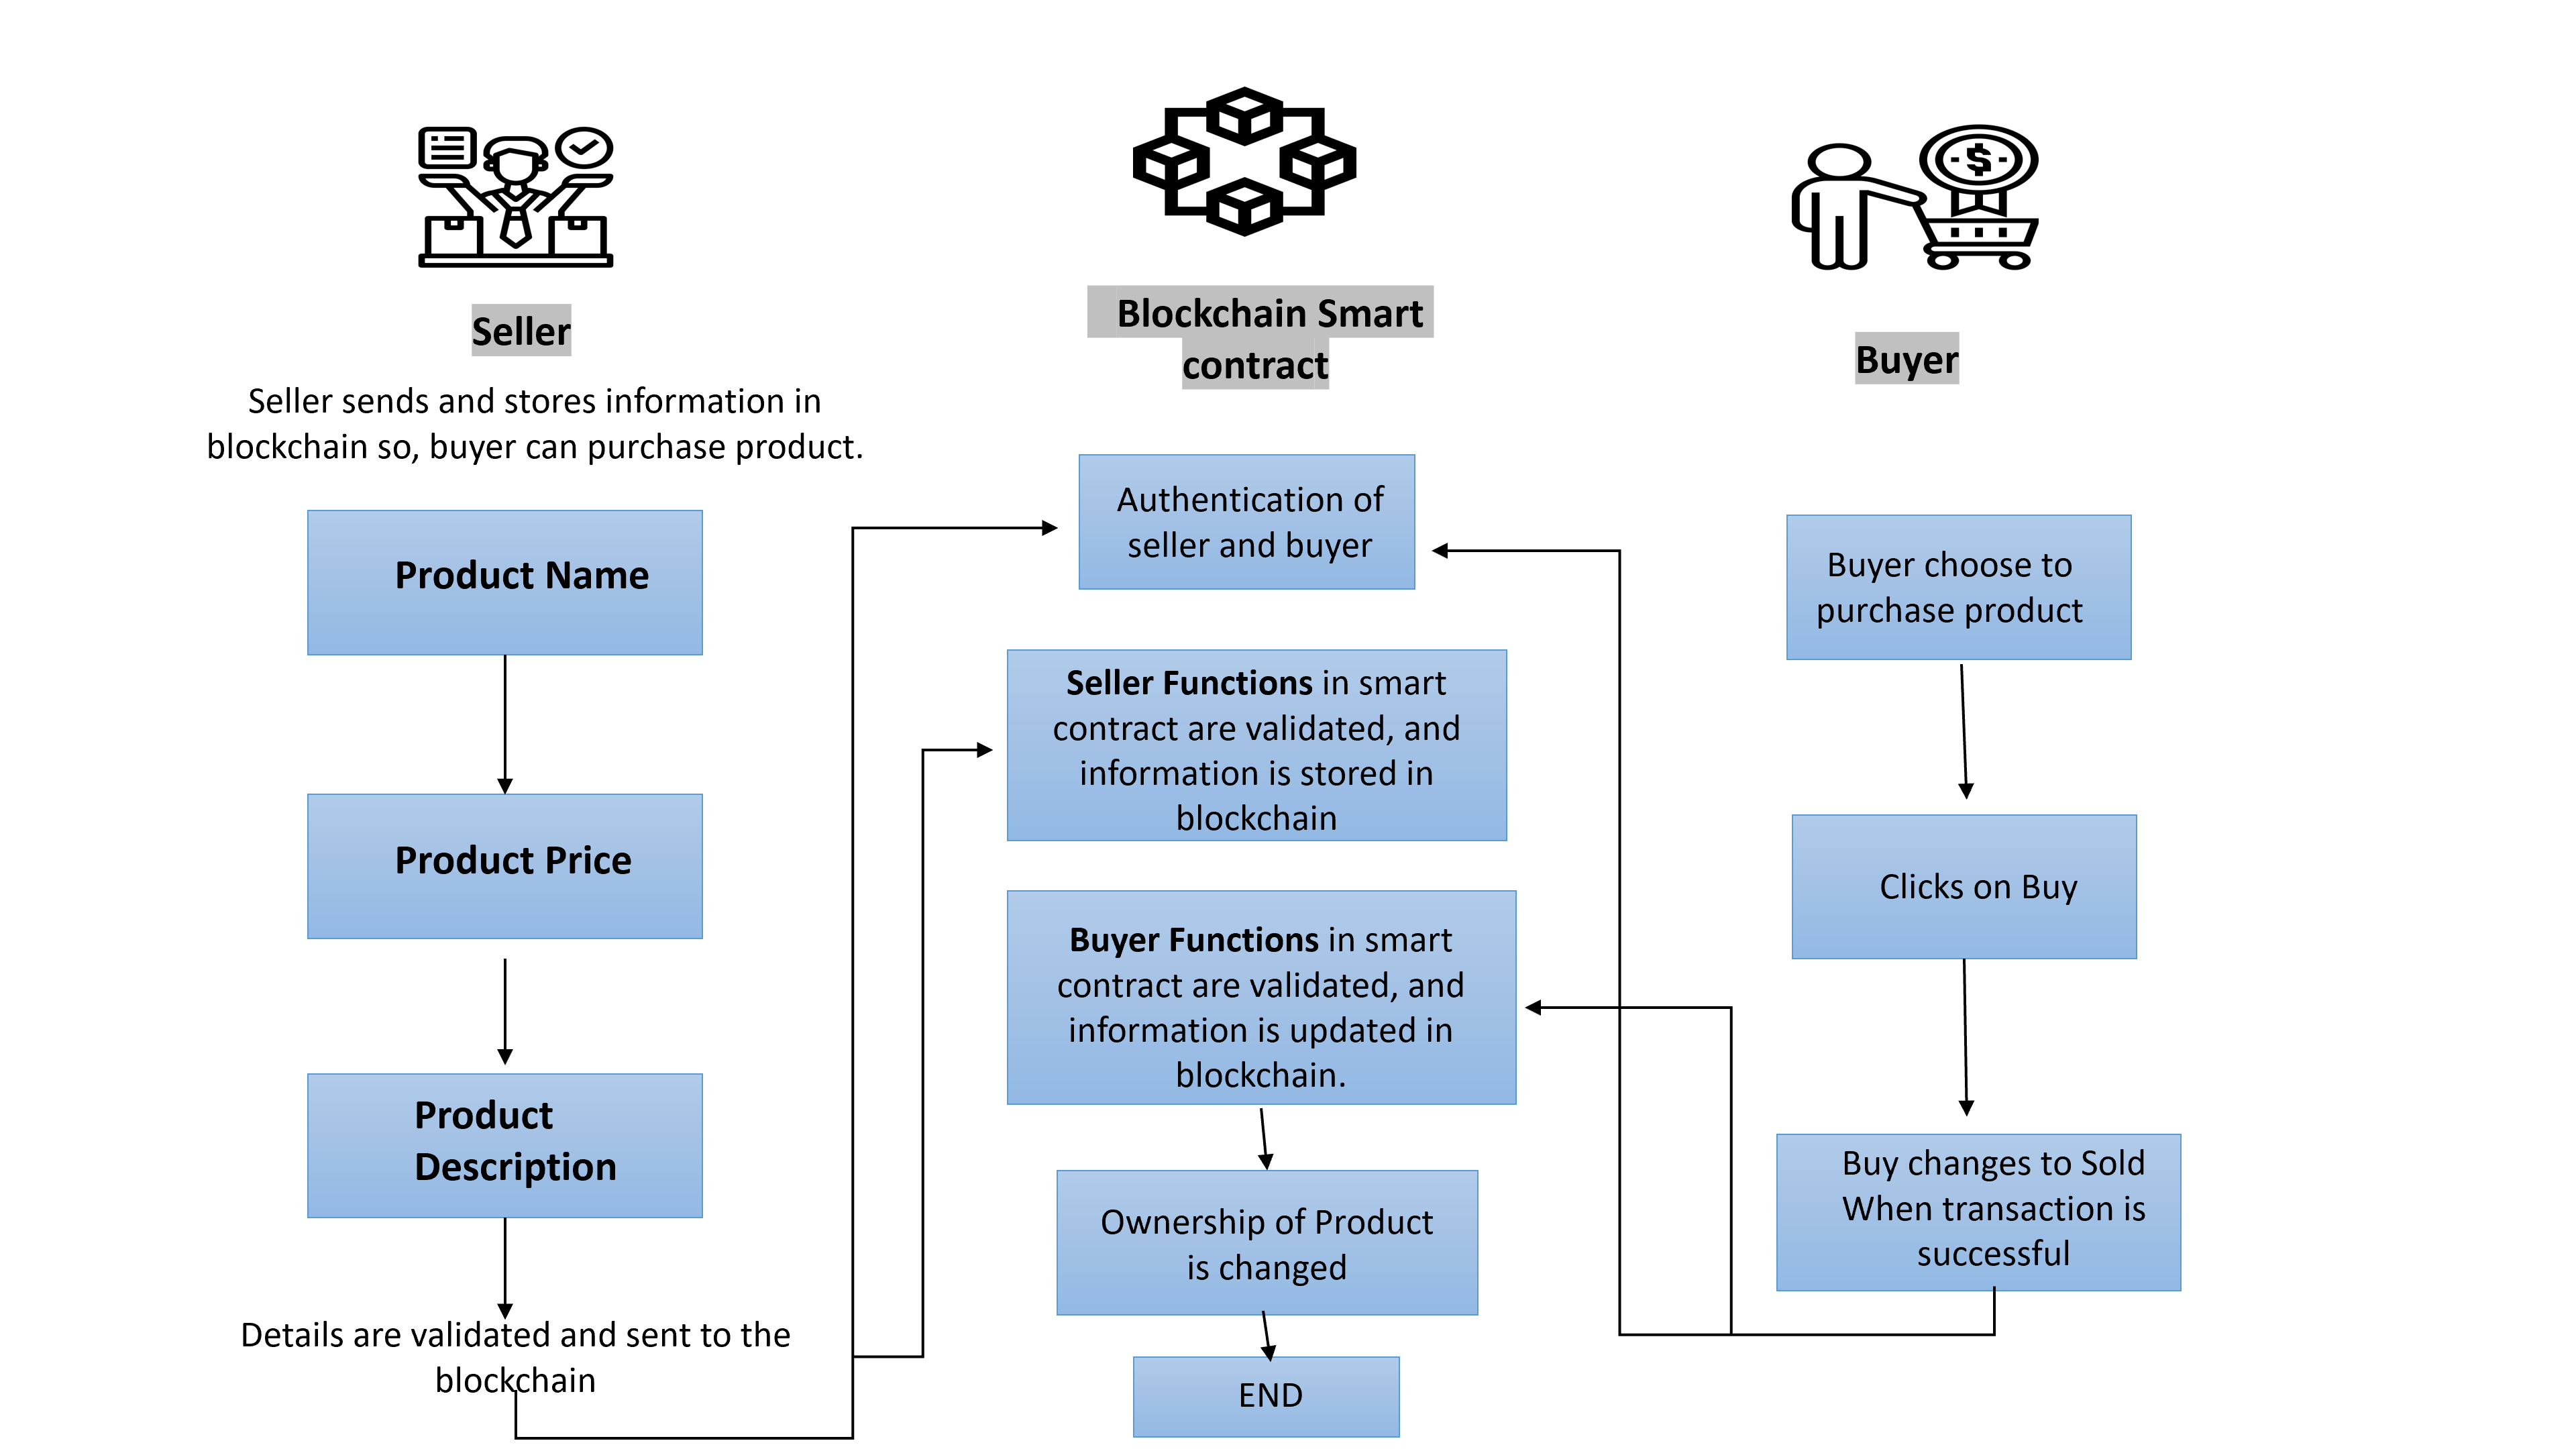 Seller
Seller sends and stores information in
blockchain so, buyer can purchase product.
Product Name
Product Price
Product
Description
Details are validated and sent to the
blockchain
Blockchain Smart
contract
Authentication of
seller and buyer
Seller Functions in smart
contract are validated, and
information is stored in
blockchain
Buyer Functions in smart
contract are validated, and
information is updated in
blockchain.
Ownership of Product
is changed
END
$
Buyer
Buyer choose to
purchase product
Clicks on Buy
Buy changes to Sold
When transaction is
successful